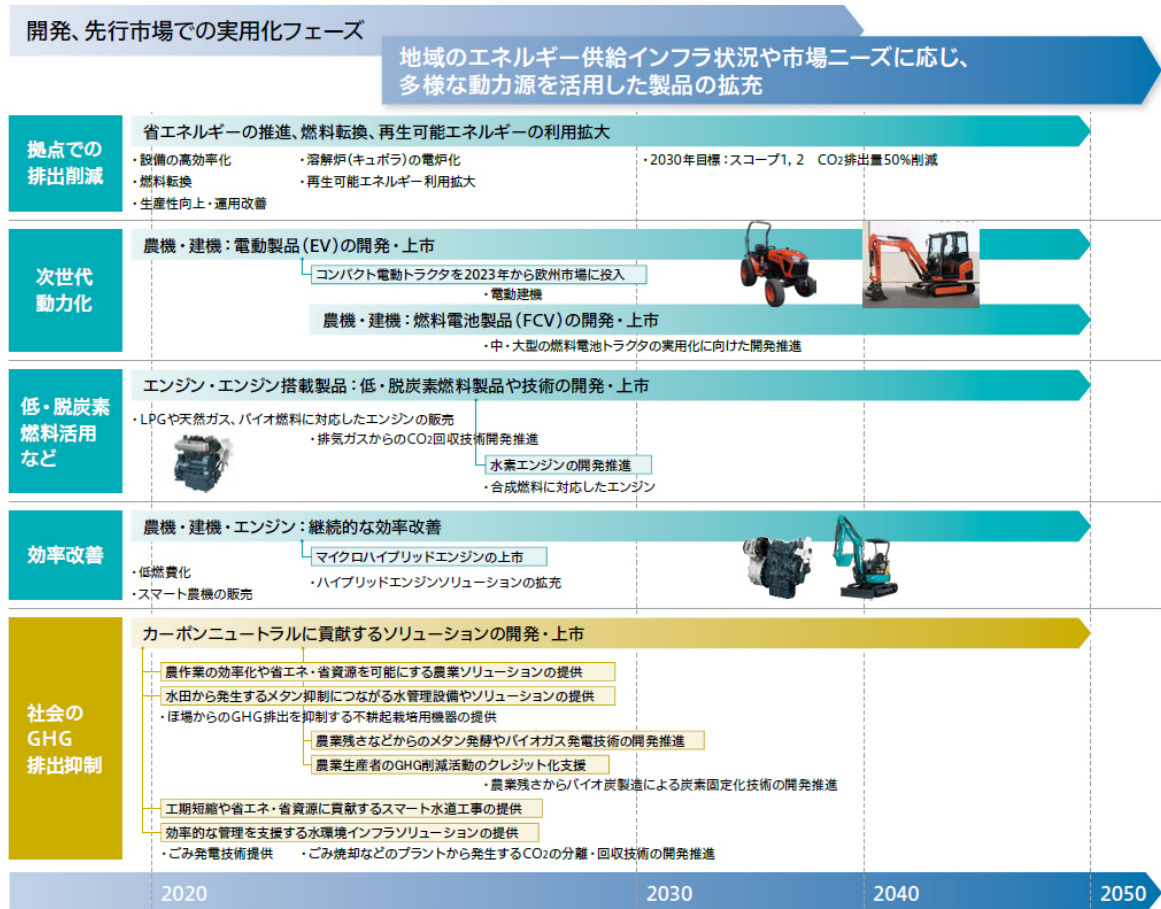 開発、先行市場での実用化フェーズ
地域のエネルギー供給インフラ状況や市場ニーズに応じ、
多様な動力源を活用した製品の拡充
拠点での
排出削減
省エネルギーの推進、燃料転換、再生可能エネルギーの利用拡大
・設備の高効率化
・燃料転換
・生産性向上・運用改善
・溶解炉(キュポラ)の電炉化
・再生可能エネルギー利用拡大
・2030年目標:スコープ1, 2 CO2排出量50%削減
次世代
動力化
農機・建機:電動製品(EV)の開発・上市
コンパクト電動トラクタを2023年から欧州市場に投入
・電動建機
農機・建機:燃料電池製品(FCV)の開発・上市
・中・大型の燃料電池トラクタの実用化に向けた開発推進
低・脱炭素
燃料活用
など
エンジン・エンジン搭載製品:低・脱炭素燃料製品や技術の開発・上市
・LPGや天然ガス、バイオ燃料に対応したエンジンの販売
・排気ガスからのCO2回収技術開発推進
水素エンジンの開発推進
・合成燃料に対応したエンジン
効率改善
農機・建機・エンジン:継続的な効率改善
マイクロハイブリッドエンジンの上市
・低燃費化
・スマート農機の販売
・ハイブリッドエンジンソリューションの拡充
社会の
GHG
排出抑制
カーボンニュートラルに貢献するソリューションの開発・上市
農作業の効率化や省エネ・省資源を可能にする農業ソリューションの提供
水田から発生するメタン抑制につながる水管理設備やソリューションの提供
・ほ場からのGHG排出を抑制する不耕起栽培用機器の提供
農業残さなどからのメタン発酵やバイオガス発電技術の開発推進
農業生産者のGHG削減活動のクレジット化支援
・農業残さからバイオ炭製造による炭素固定化技術の開発推進
工期短縮や省エネ・省資源に貢献するスマート水道工事の提供
効率的な管理を支援する水環境インフラソリューションの提供
・ごみ発電技術提供
・ごみ焼却などのプラントから発生するCO2の分離・回収技術の開発推進
2020
2030
2040
2050